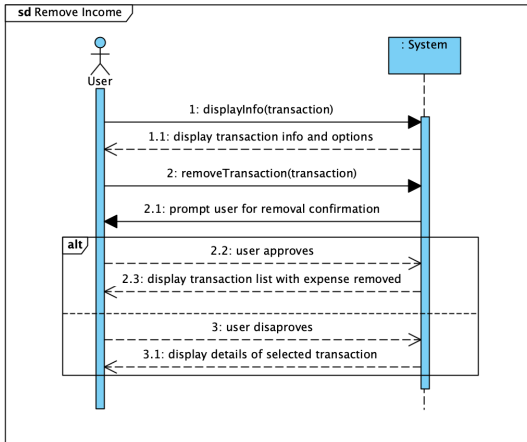 sd Remove Income
: System
User
1: displayInfo(transaction)
1.1: display transaction info and options
2: removeTransaction(transaction)
2.1: prompt user for removal confirmation
alt
2.2: user approves
2.3: display transaction list with expense removed
3: user disaproves
3.1: display details of selected transaction